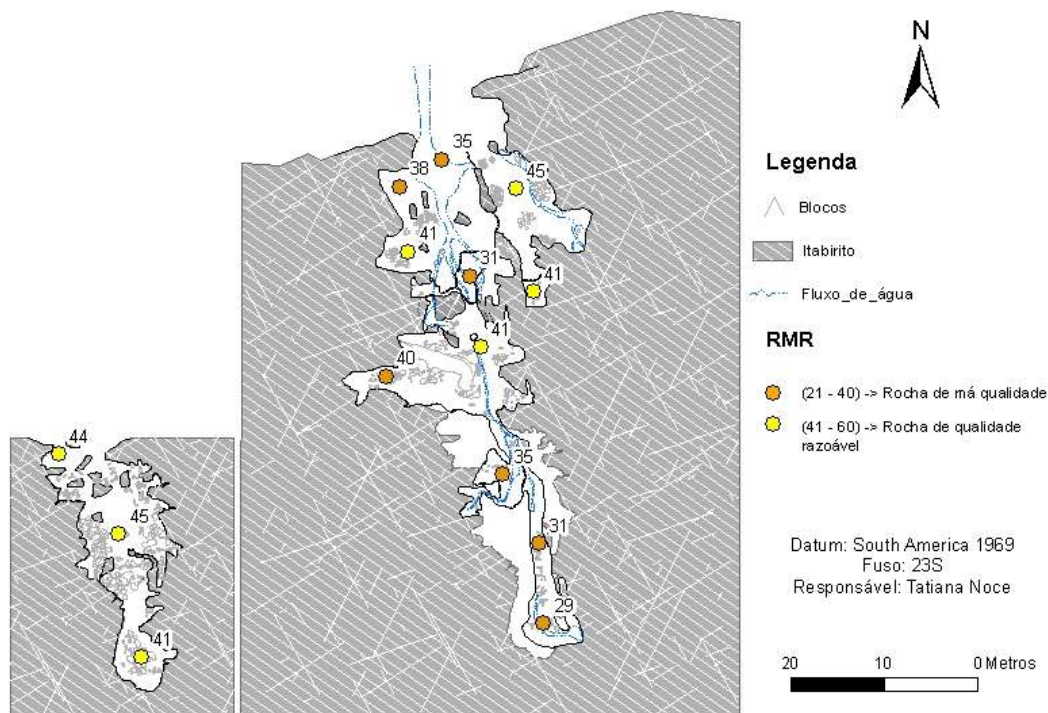 N
35
38
45
41
31
41
41
40
35
31
29
44
45
41
Legenda
Blocos
Itabirito
Fluxo_de_água
RMR
(21 - 40) -> Rocha de má qualidade
(41 - 60) -> Rocha de qualidade
razoável
Datum: South America 1969
Fuso: 23S
Responsável: Tatiana Noce
20 10 0 Metros